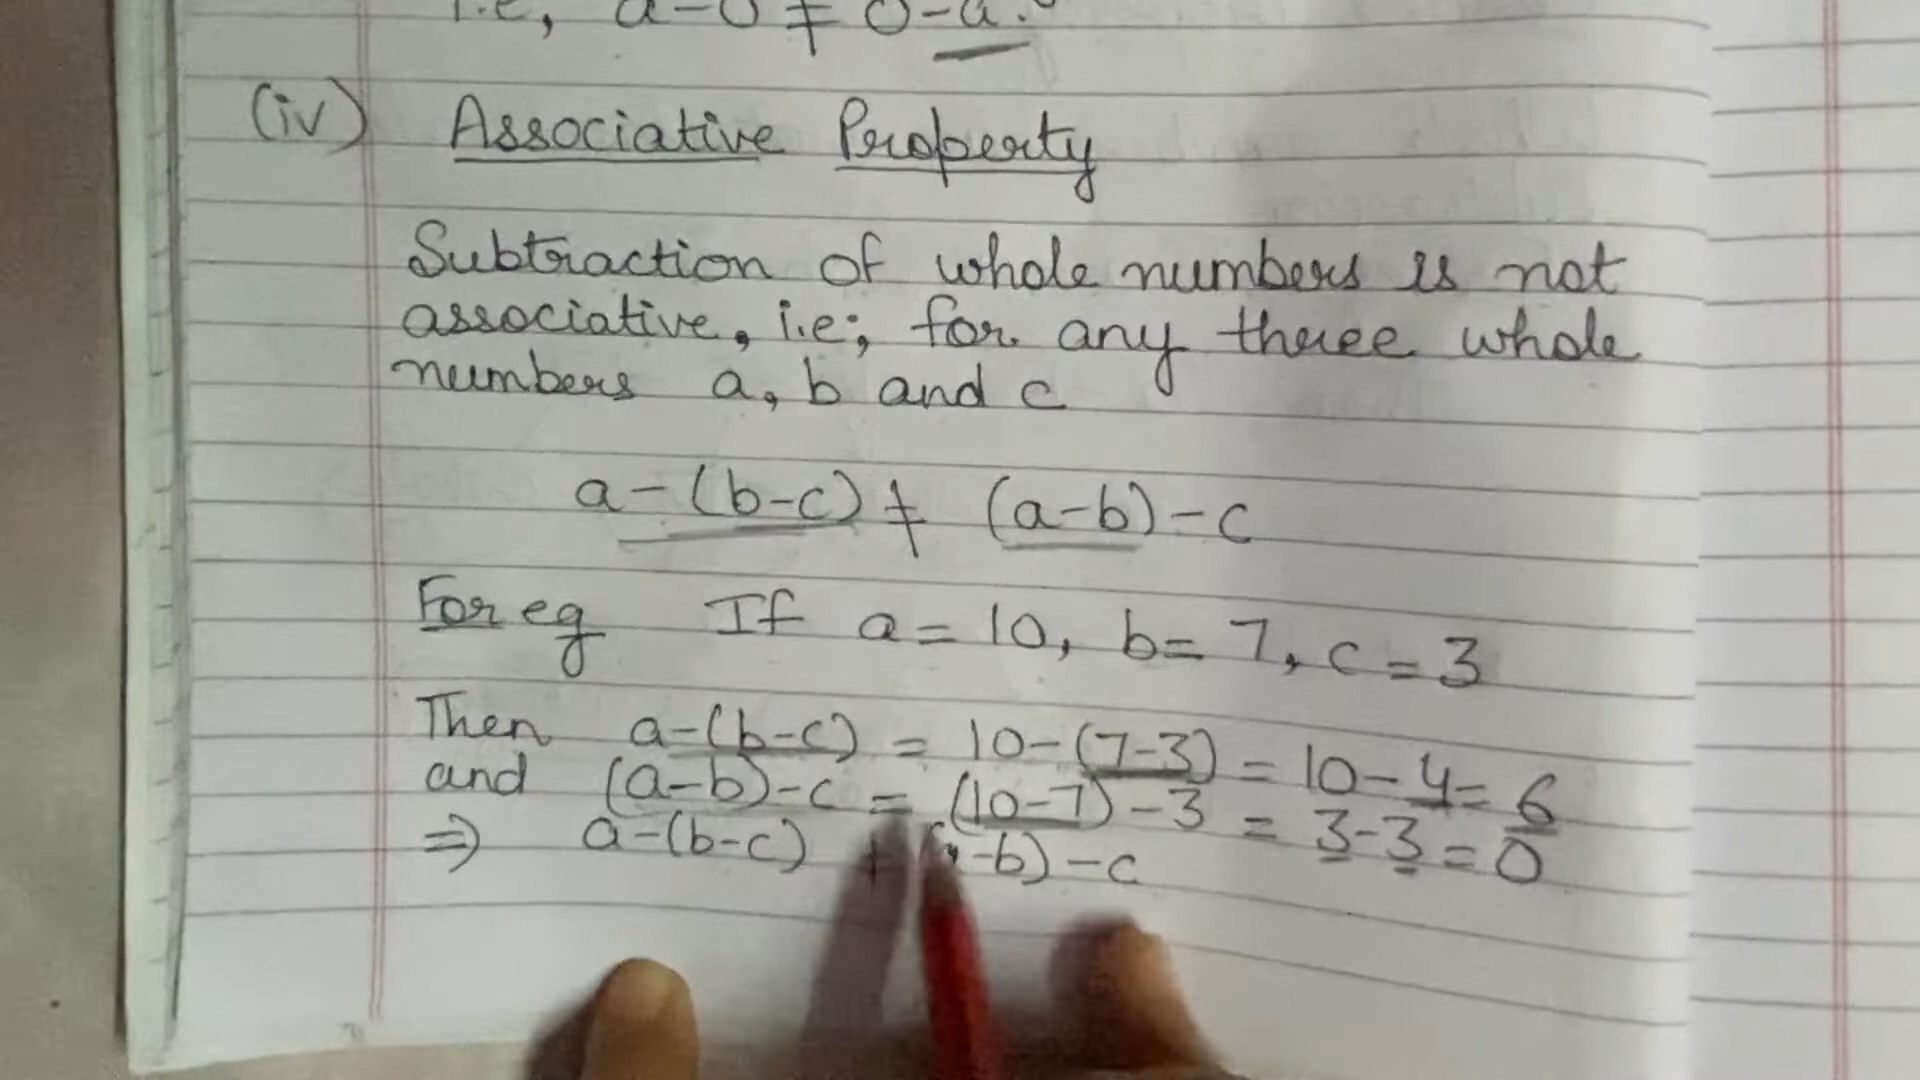 i.e, a-b ≠ b-a.
(iv) Associative Property
Subtraction of whole numbers is not
associative, i.e; for any three whole
numbers a, b and c
a-(b-c) ≠ (a-b)-c
For eg If a = 10, b = 7, c = 3
Then a-(b-c) = 10-(7-3) = 10-4 = 6
and (a-b)-c = (10-7)-3 = 3-3 = 0
⇒ a-(b-c) -b)-c